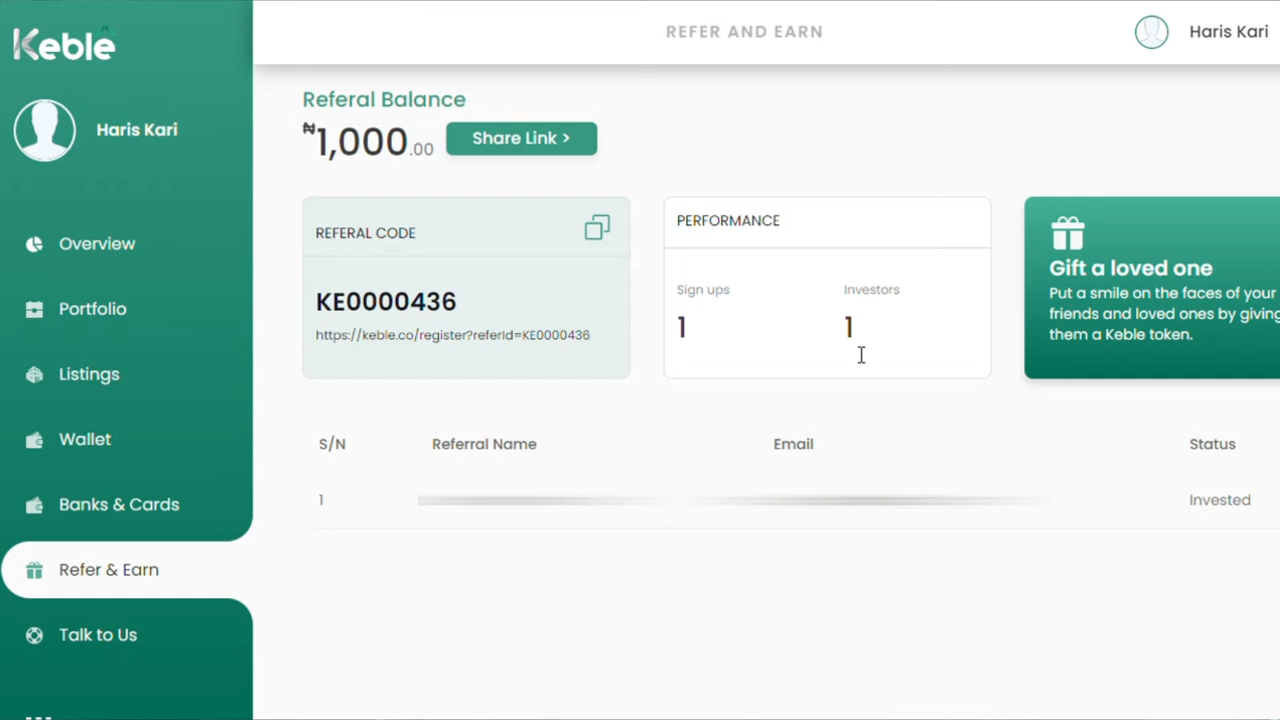 Keble
Haris Kari
Overview
Portfolio
Listings
Wallet
Banks & Cards
Refer & Earn
Talk to Us
REFER AND EARN
Haris Kari
Referal Balance
₦1,000.00
Share Link >
REFERAL CODE
KE0000436
https://keble.co/register?referId=KE0000436
PERFORMANCE
Sign ups Investors
1 1
Gift a loved one
Put a smile on the faces of your
friends and loved ones by giving
them a Keble token.
S/N Referral Name Email Status
1 Invested